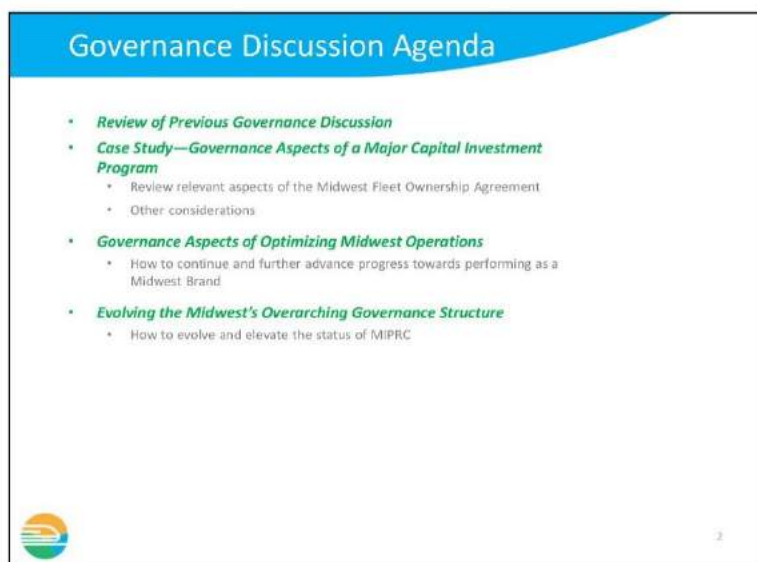 Governance Discussion Agenda
• Review of Previous Governance Discussion
• Case Study—Governance Aspects of a Major Capital Investment
Program
• Review relevant aspects of the Midwest Fleet Ownership Agreement
• Other considerations
• Governance Aspects of Optimizing Midwest Operations
• How to continue and further advance progress towards performing as a
Midwest Brand
• Evolving the Midwest's Overarching Governance Structure
• How to evolve and elevate the status of MIPRC
2